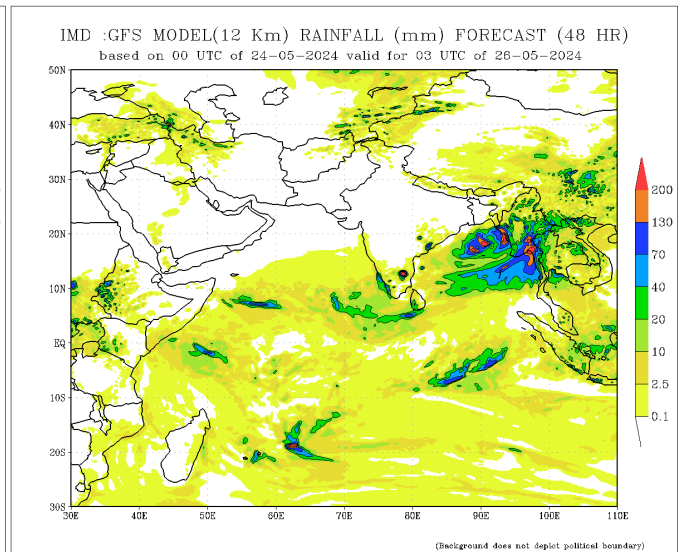 IMD :GFS MODEL(12 Km) RAINFALL (mm) FORECAST (48 HR)
based on 00 UTC of 24-05-2024 valid for 03 UTC of 26-05-2024
50N
40N
30N
20N
10N
EQ
10S
20S
30S
30E 40E 50E 60E 70E 80E 90E 100E 110E
200
130
70
40
20
10
2.5
0.1
(Background does not depict political boundary)